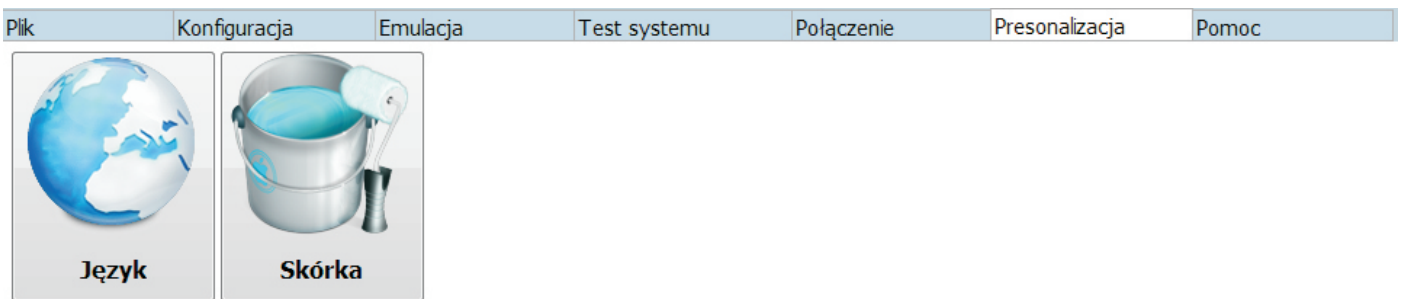 Plik Konfiguracja Emulacja Test systemu Połączenie Presonalizacja Pomoc
Język Skórka